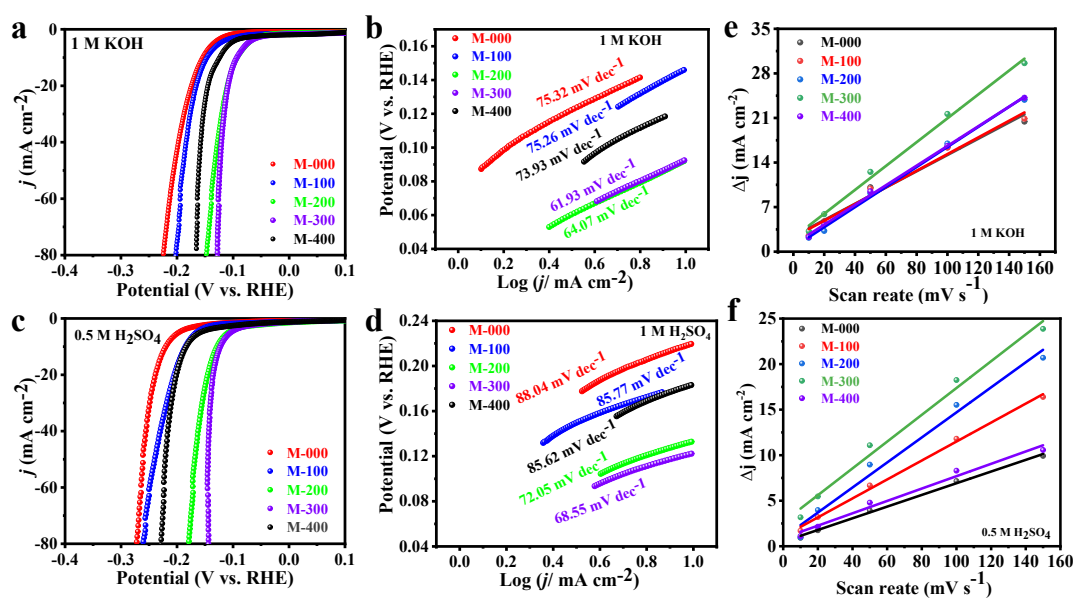 a
1 M KOH
0
-20
-40
-60
-80
j (mA cm-2)
M-000
M-100
M-200
M-300
M-400
-0.4
-0.3
-0.2
-0.1
0.0
0.1
Potential (V vs. RHE)
b
M-000
M-100
M-200
M-300
M-400
1 M KOH
0.16
0.14
0.12
0.10
0.08
0.06
0.04
Potential (V vs. RHE)
75.32 mV dec-1
75.26 mV dec-1
73.93 mV dec-1
61.93 mV dec-1
64.07 mV dec-1
0.0
0.2
0.4
0.6
0.8
1.0
Log (j/ mA cm-2)
e
M-000
M-100
M-200
M-300
M-400
35
28
21
14
7
0
Δj (mA cm-2)
1 M KOH
0
20
40
60
80
100
120
140
160
Scan reate (mV s-1)
c
0.5 M H2SO4
0
-20
-40
-60
-80
j (mA cm-2)
M-000
M-100
M-200
M-300
M-400
-0.4
-0.3
-0.2
-0.1
0.0
0.1
Potential (V vs. RHE)
d
M-000
M-100
M-200
M-300
M-400
1 M H2SO4
0.24
0.20
0.16
0.12
0.08
0.04
Potential (V vs. RHE)
88.04 mV dec-1
85.77 mV dec-1
85.62 mV dec-1
72.05 mV dec-1
68.55 mV dec-1
0.0
0.2
0.4
0.6
0.8
1.0
Log (j/ mA cm-2)
f
M-000
M-100
M-200
M-300
M-400
25
20
15
10
5
0
Δj (mA cm-2)
0.5 M H2SO4
0
20
40
60
80
100
120
140
160
Scan reate (mV s-1)